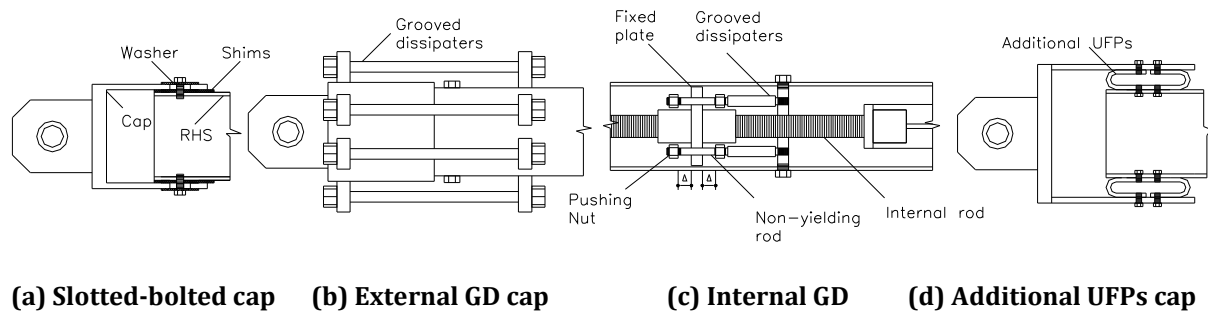 Washer
Shims
Cap
RHS
Grooved
dissipaters
Fixed
plate
Grooved
dissipaters
Pushing
Nut
Δ Δ
Non-yielding
rod
Internal rod
Additional UFPs
(a) Slotted-bolted cap (b) External GD cap (c) Internal GD (d) Additional UFPs cap